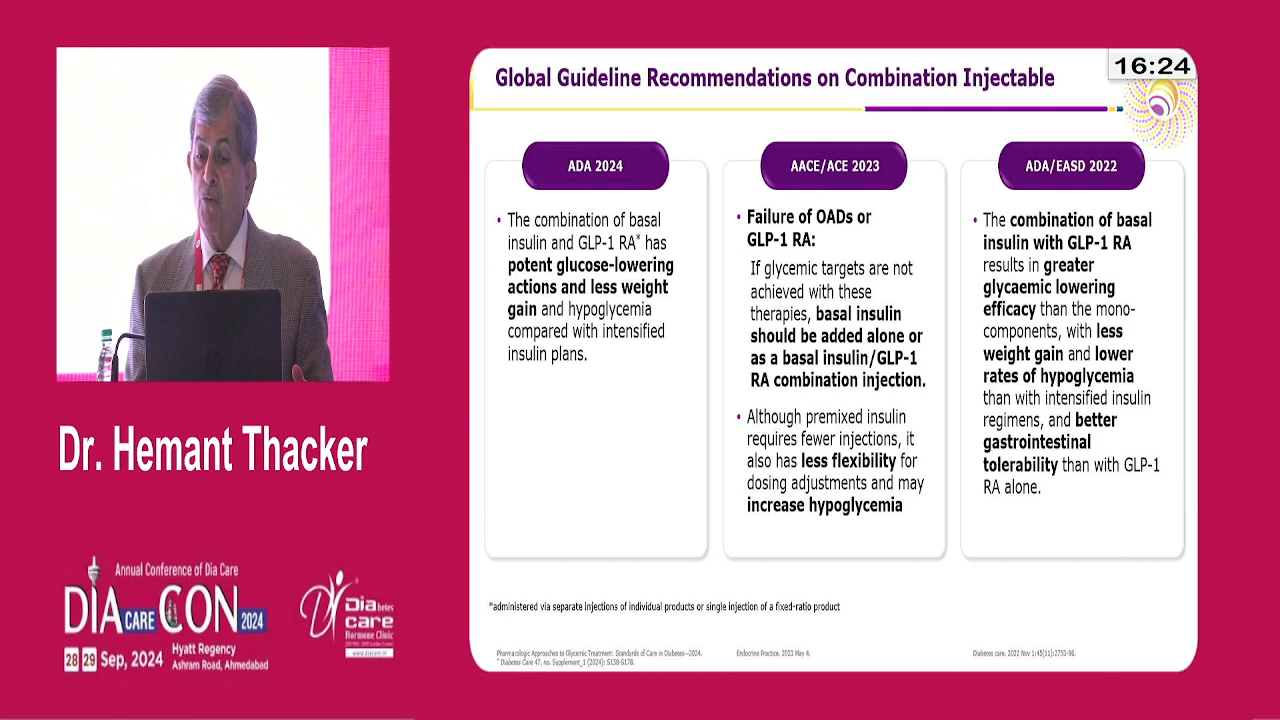 Global Guideline Recommendations on Combination Injectable
16:24
ADA 2024
• The combination of basal
insulin and GLP-1 RA* has
potent glucose-lowering
actions and less weight
gain and hypoglycemia
compared with intensified
insulin plans.
AACE/ACE 2023
• Failure of OADs or
GLP-1 RA:
If glycemic targets are not
achieved with these
therapies, basal insulin
should be added alone or
as a basal insulin/GLP-1
RA combination injection.
• Although premixed insulin
requires fewer injections, it
also has less flexibility for
dosing adjustments and may
increase hypoglycemia
ADA/EASD 2022
• The combination of basal
insulin with GLP-1 RA
results in greater
glycaemic lowering
efficacy than the mono-
components, with less
weight gain and lower
rates of hypoglycemia
than with intensified insulin
regimens, and better
gastrointestinal
tolerability than with GLP-1
RA alone.
*administered via separate injections of individual products or single injection of a fixed-ratio product
Pharmacologic Approaches to Glycemic Treatment: Standards of Care in Diabetes—2024.
* Diabetes Care 47, no. Supplement_1 (2024): S158-S178.
Endocrine Practice. 2023 May 4.
Diabetes care. 2022 Nov 1;45(11):2753-86.
Dr. Hemant Thacker
Annual Conference of Dia Care
DIA CARE CON 2024
28 29 Sep, 2024
Hyatt Regency
Ashram Road, Ahmedabad
Diabetes
care
Hormone Clinic
www.diacare.in